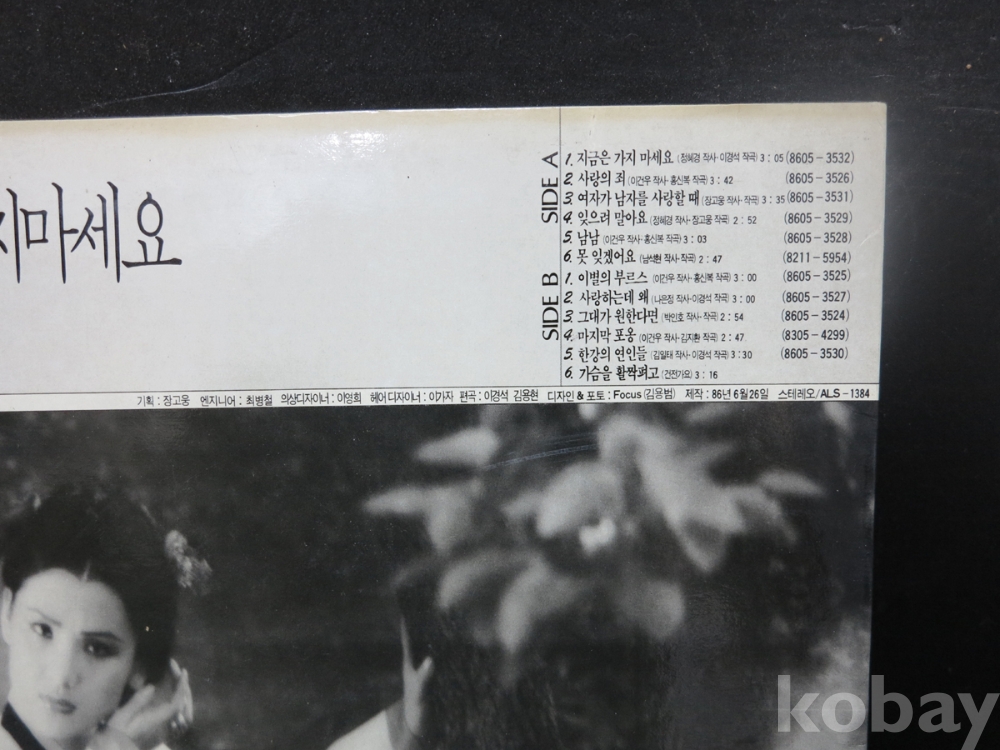 지마세요
SIDE A
1. 지금은 가지 마세요 (정혜경 작사·이경석 작곡) 3 : 05 (8605-3532)
2. 사랑의 죄 (이건우 작사·홍신복 작곡) 3 : 42 (8605-3526)
3. 여자가 남자를 사랑할 때 (장고웅 작사·작곡) 3 : 35 (8605-3531)
4. 잊으려 말아요 (정혜경 작사·장고웅 작곡) 2 : 52 (8605-3529)
5. 남남 (이건우 작사·홍신복 작곡) 3 : 03 (8605-3528)
6. 못 잊겠어요 (남석현 작사·작곡) 2 : 47 (8211-5954)
SIDE B
1. 이별의 부르스 (이건우 작사·홍신복 작곡) 3 : 00 (8605-3525)
2. 사랑하는데 왜 (나은정 작사·이경석 작곡) 3 : 00 (8605-3527)
3. 그대가 원한다면 (박인호 작사·작곡) 2 : 54 (8605-3524)
4. 마지막 포옹 (이건우 작사·김지환 작곡) 2 : 47 (8305-4299)
5. 한강의 연인들 (김일태 작사·이경석 작곡) 3 : 30 (8605-3530)
6. 가슴을 활짝펴고 (건전가요) 3 : 16
기획 : 장고웅 엔지니어 : 최병철 의상디자이너 : 이영희 헤어디자이너 : 이가자 편곡 : 이경석 김용현 디자인 & 포토 : Focus (김용범) 제작 : 86년 6월 26일 스테레오/ALS-1384
kobay